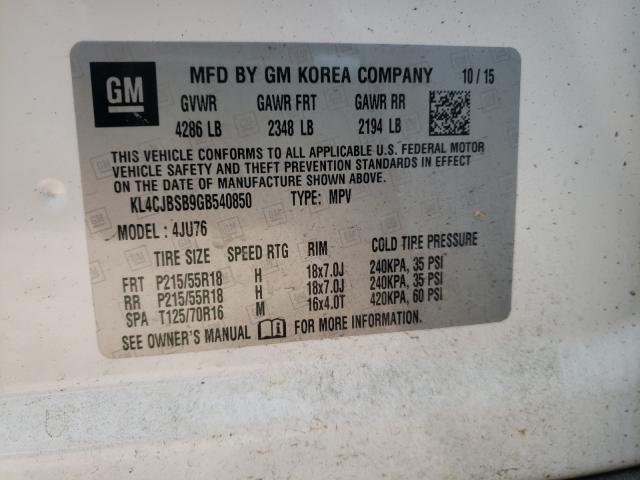 GM MFD BY GM KOREA COMPANY 10 / 15
GVWR GAWR FRT GAWR RR
4286 LB 2348 LB 2194 LB
THIS VEHICLE CONFORMS TO ALL APPLICABLE U.S. FEDERAL MOTOR
VEHICLE SAFETY AND THEFT PREVENTION STANDARDS IN EFFECT
ON THE DATE OF MANUFACTURE SHOWN ABOVE.
KL4CJBSB9GB540850 TYPE: MPV
MODEL: 4JU76
TIRE SIZE SPEED RTG RIM COLD TIRE PRESSURE
FRT P215/55R18 H 18x7.0J 240KPA, 35 PSI
RR P215/55R18 H 18x7.0J 240KPA, 35 PSI
SPA T125/70R16 M 16x4.0T 420KPA, 60 PSI
SEE OWNER'S MANUAL FOR MORE INFORMATION.